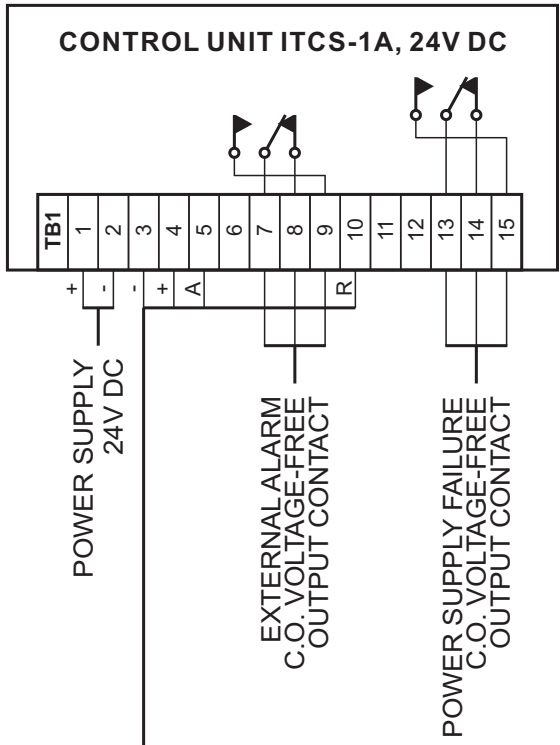 CONTROL UNIT ITCS-1A, 24V DC
TB1 1 2 3 4 5 6 7 8 9 10 11 12 13 14 15
+ - - + A R
POWER SUPPLY
24V DC
EXTERNAL ALARM
C.O. VOLTAGE-FREE
OUTPUT CONTACT
POWER SUPPLY FAILURE
C.O. VOLTAGE-FREE
OUTPUT CONTACT